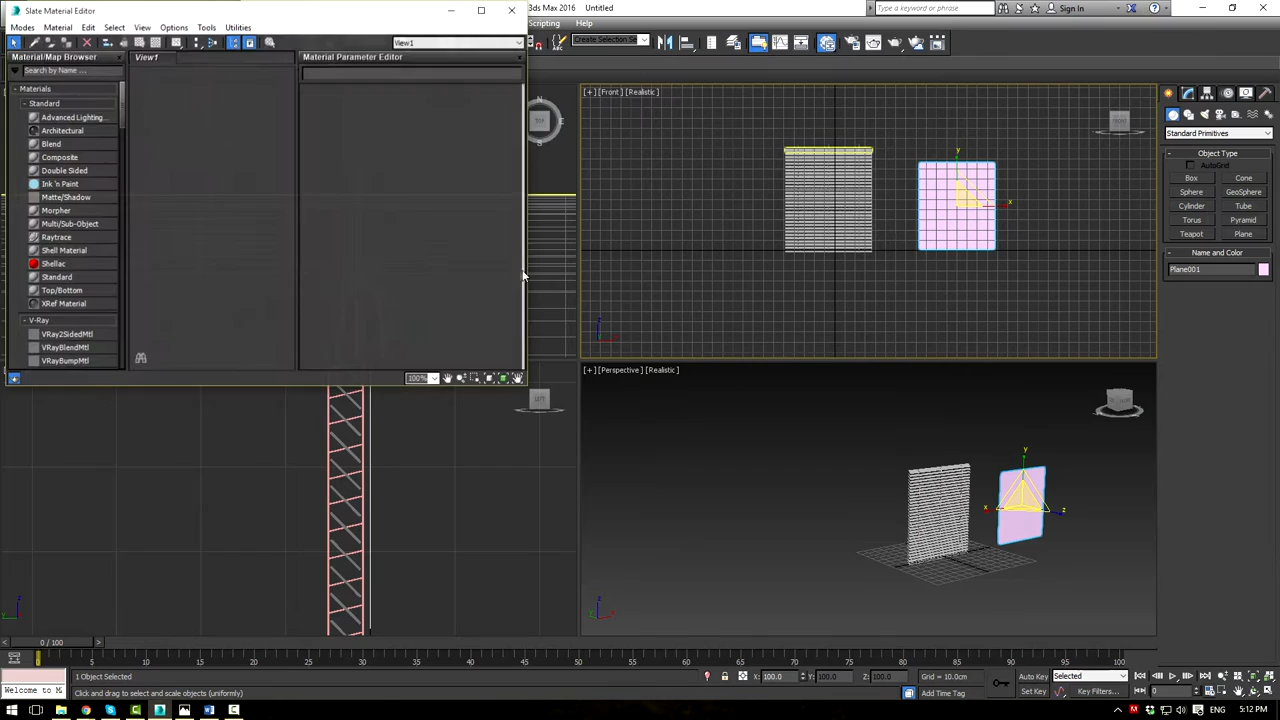 Slate Material Editor
3ds Max 2016 Untitled
Type a keyword or phrase
Sign In
Modes Material Edit Select View Options Tools Utilities
Scripting Help
View1
Create Selection Se
Material/Map Browser
View1
Material Parameter Editor
Search by Name ...
- Materials
- Standard
Advanced Lighting...
Architectural
Blend
Composite
Double Sided
Ink 'n Paint
Matte/Shadow
Morpher
Multi/Sub-Object
Raytrace
Shell Material
Shellac
Standard
Top/Bottom
XRef Material
- V-Ray
VRay2SidedMtl
VRayBlendMtl
VRayBumpMtl
100%
N
TOP
E
S
LEFT
[+] [Front] [Realistic]
FRONT
y
x
z
x
[+] [Perspective] [Realistic]
y
x
z
z
y
z
Standard Primitives
- Object Type
AutoGrid
Box Cone
Sphere GeoSphere
Cylinder Tube
Torus Pyramid
Teapot Plane
- Name and Color
Plane001
< 0 / 100 >
0 5 10 15 20 25 30 35 40 45 50 55 60 65 70 75 80 85 90 95 100
1 Object Selected
X: 100.0 Y: 100.0 Z: 100.0
Grid = 10.0cm
Auto Key Selected
Welcome to M
Click and drag to select and scale objects (uniformly)
Add Time Tag
Set Key Key Filters...
0
ENG
5:12 PM